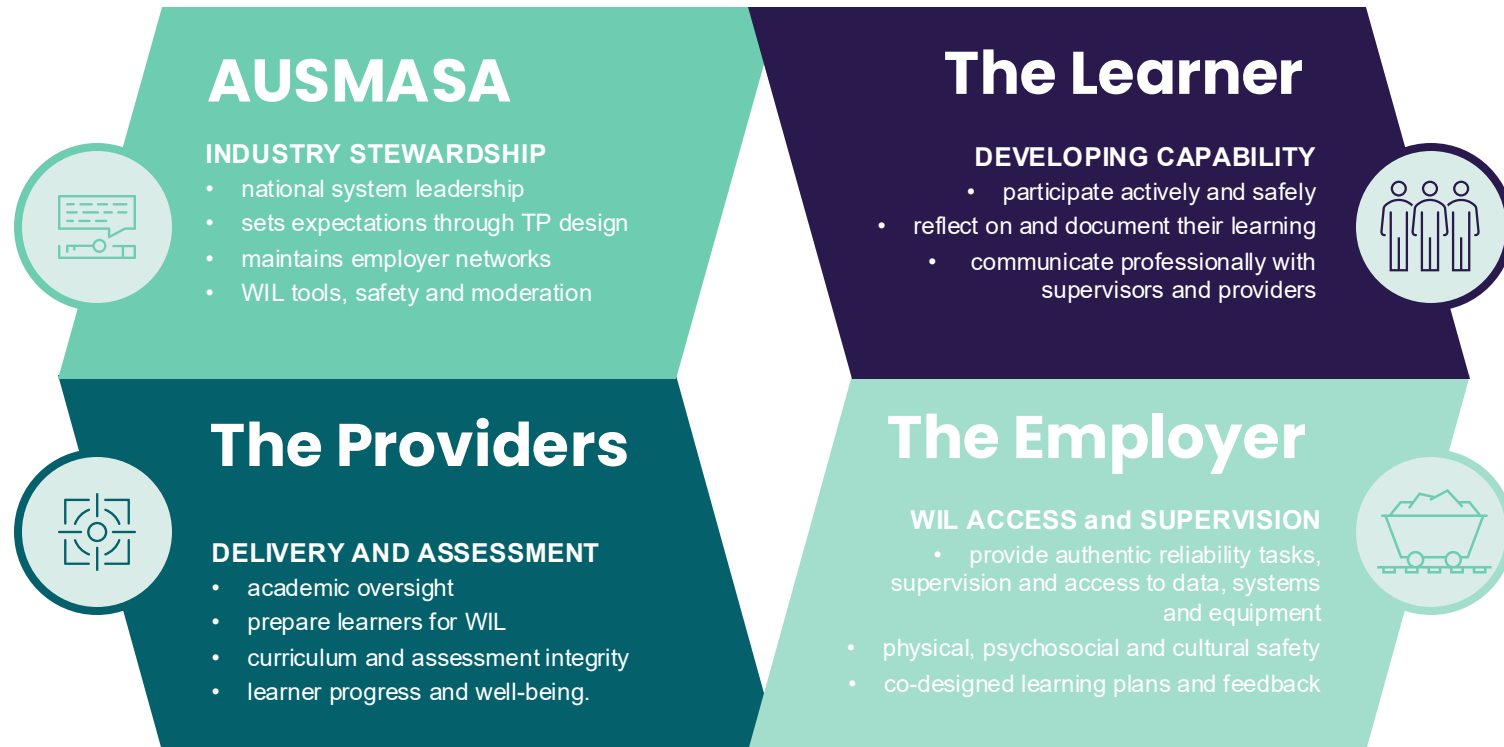 AUSMASA
INDUSTRY STEWARDSHIP
• national system leadership
• sets expectations through TP design
• maintains employer networks
• WIL tools, safety and moderation
The Learner
DEVELOPING CAPABILITY
• participate actively and safely
• reflect on and document their learning
• communicate professionally with
supervisors and providers
The Providers
DELIVERY AND ASSESSMENT
• academic oversight
• prepare learners for WIL
• curriculum and assessment integrity
• learner progress and well-being.
The Employer
WIL ACCESS and SUPERVISION
• provide authentic reliability tasks,
supervision and access to data, systems
and equipment
• physical, psychosocial and cultural safety
• co-designed learning plans and feedback